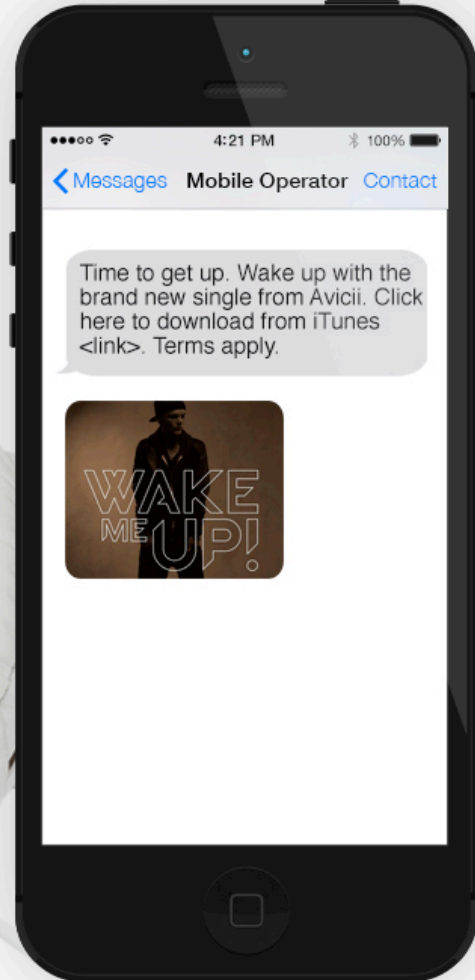 4:21 PM
100%
Messages
Mobile Operator
Contact
Time to get up. Wake up with the
brand new single from Avicii. Click
here to download from iTunes
<link>. Terms apply.
WAKE
ME UP!